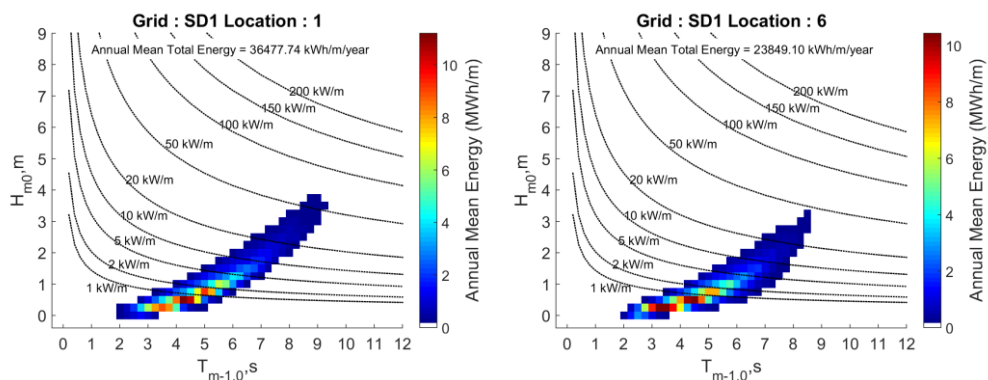 Grid : SD1 Location : 1
Annual Mean Total Energy = 36477.74 kWh/m/year
200 kW/m
150 kW/m
100 kW/m
50 kW/m
20 kW/m
10 kW/m
5 kW/m
2 kW/m
1 kW/m
9
8
7
6
5
4
3
2
1
0
Hm0,m
0 1 2 3 4 5 6 7 8 9 10 11 12
Tm-1,0,s
10
8
6
4
2
0
Annual Mean Energy (MWh/m)
Grid : SD1 Location : 6
Annual Mean Total Energy = 23849.10 kWh/m/year
200 kW/m
150 kW/m
100 kW/m
50 kW/m
20 kW/m
10 kW/m
5 kW/m
2 kW/m
1 kW/m
9
8
7
6
5
4
3
2
1
0
Hm0,m
0 1 2 3 4 5 6 7 8 9 10 11 12
Tm-1,0,s
10
8
6
4
2
0
Annual Mean Energy (MWh/m)